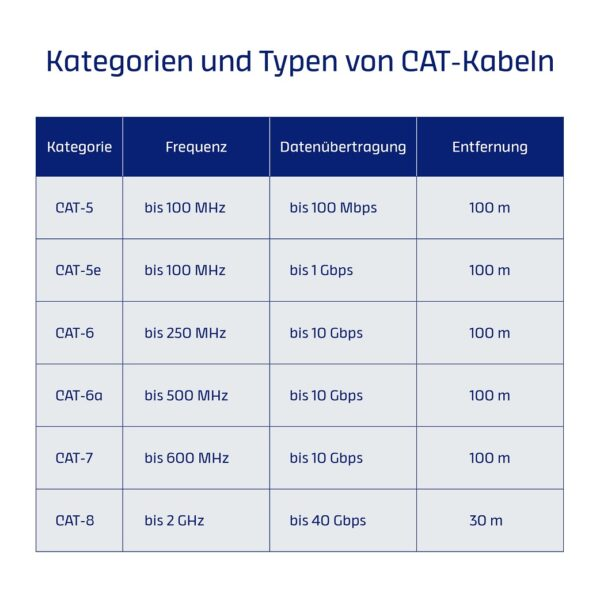 Kategorien und Typen von CAT-Kabeln
Kategorie Frequenz Datenübertragung Entfernung
CAT-5 bis 100 MHz bis 100 Mbps 100 m
CAT-5e bis 100 MHz bis 1 Gbps 100 m
CAT-6 bis 250 MHz bis 10 Gbps 100 m
CAT-6a bis 500 MHz bis 10 Gbps 100 m
CAT-7 bis 600 MHz bis 10 Gbps 100 m
CAT-8 bis 2 GHz bis 40 Gbps 30 m